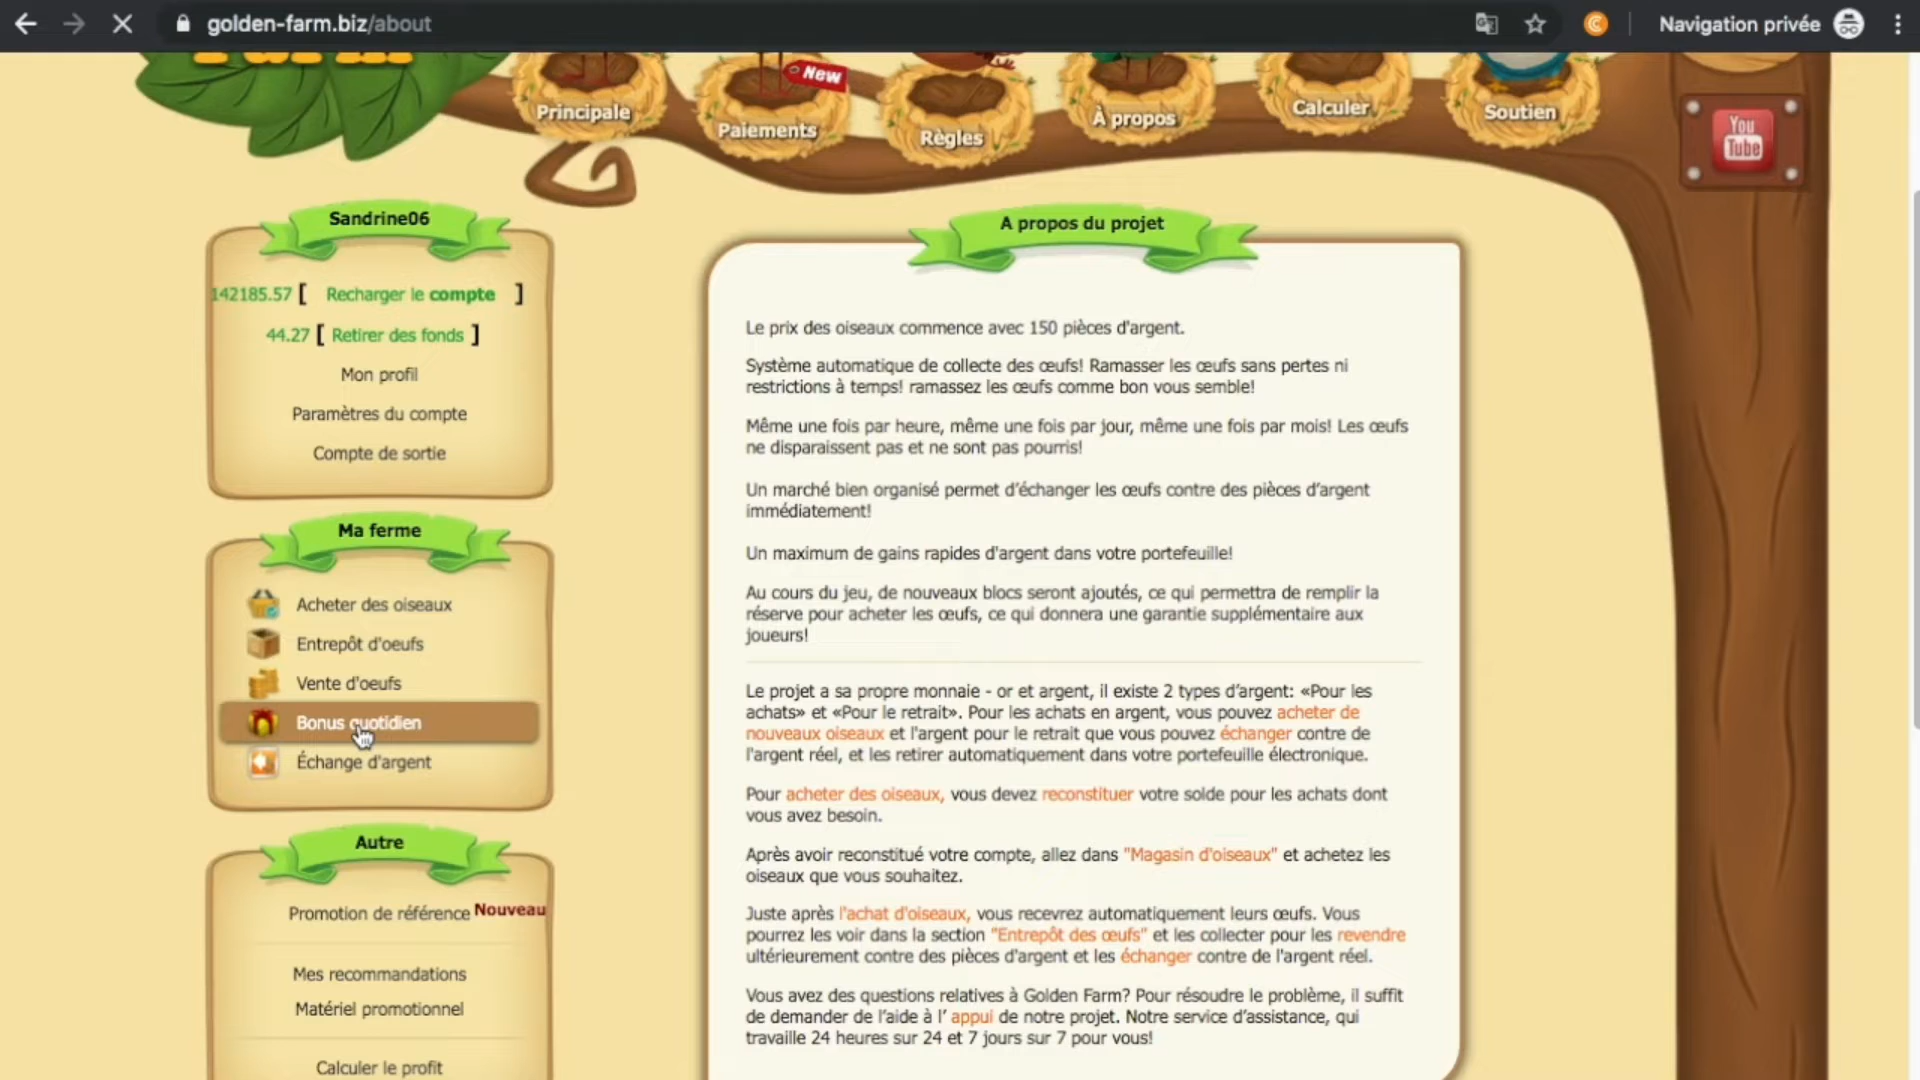 golden-farm.biz/about
Navigation privée
New
Principale
Paiements
Règles
À propos
Calculer
Soutien
You
Tube
Sandrine06
142185.57 [ Recharger le compte ]
44.27 [ Retirer des fonds ]
Mon profil
Paramètres du compte
Compte de sortie
Ma ferme
Acheter des oiseaux
Entrepôt d'oeufs
Vente d'oeufs
Bonus quotidien
Échange d'argent
Autre
Promotion de référence Nouveau
Mes recommandations
Matériel promotionnel
Calculer le profit
A propos du projet
Le prix des oiseaux commence avec 150 pièces d'argent.
Système automatique de collecte des œufs! Ramasser les œufs sans pertes ni
restrictions à temps! ramassez les œufs comme bon vous semble!
Même une fois par heure, même une fois par jour, même une fois par mois! Les œufs
ne disparaissent pas et ne sont pas pourris!
Un marché bien organisé permet d’échanger les œufs contre des pièces d’argent
immédiatement!
Un maximum de gains rapides d'argent dans votre portefeuille!
Au cours du jeu, de nouveaux blocs seront ajoutés, ce qui permettra de remplir la
réserve pour acheter les œufs, ce qui donnera une garantie supplémentaire aux
joueurs!
Le projet a sa propre monnaie - or et argent, il existe 2 types d’argent: «Pour les
achats» et «Pour le retrait». Pour les achats en argent, vous pouvez acheter de
nouveaux oiseaux et l'argent pour le retrait que vous pouvez échanger contre de
l'argent réel, et les retirer automatiquement dans votre portefeuille électronique.
Pour acheter des oiseaux, vous devez reconstituer votre solde pour les achats dont
vous avez besoin.
Après avoir reconstitué votre compte, allez dans "Magasin d'oiseaux" et achetez les
oiseaux que vous souhaitez.
Juste après l'achat d'oiseaux, vous recevrez automatiquement leurs œufs. Vous
pourrez les voir dans la section "Entrepôt des œufs" et les collecter pour les revendre
ultérieurement contre des pièces d'argent et les échanger contre de l'argent réel.
Vous avez des questions relatives à Golden Farm? Pour résoudre le problème, il suffit
de demander de l’aide à l’ appui de notre projet. Notre service d’assistance, qui
travaille 24 heures sur 24 et 7 jours sur 7 pour vous!